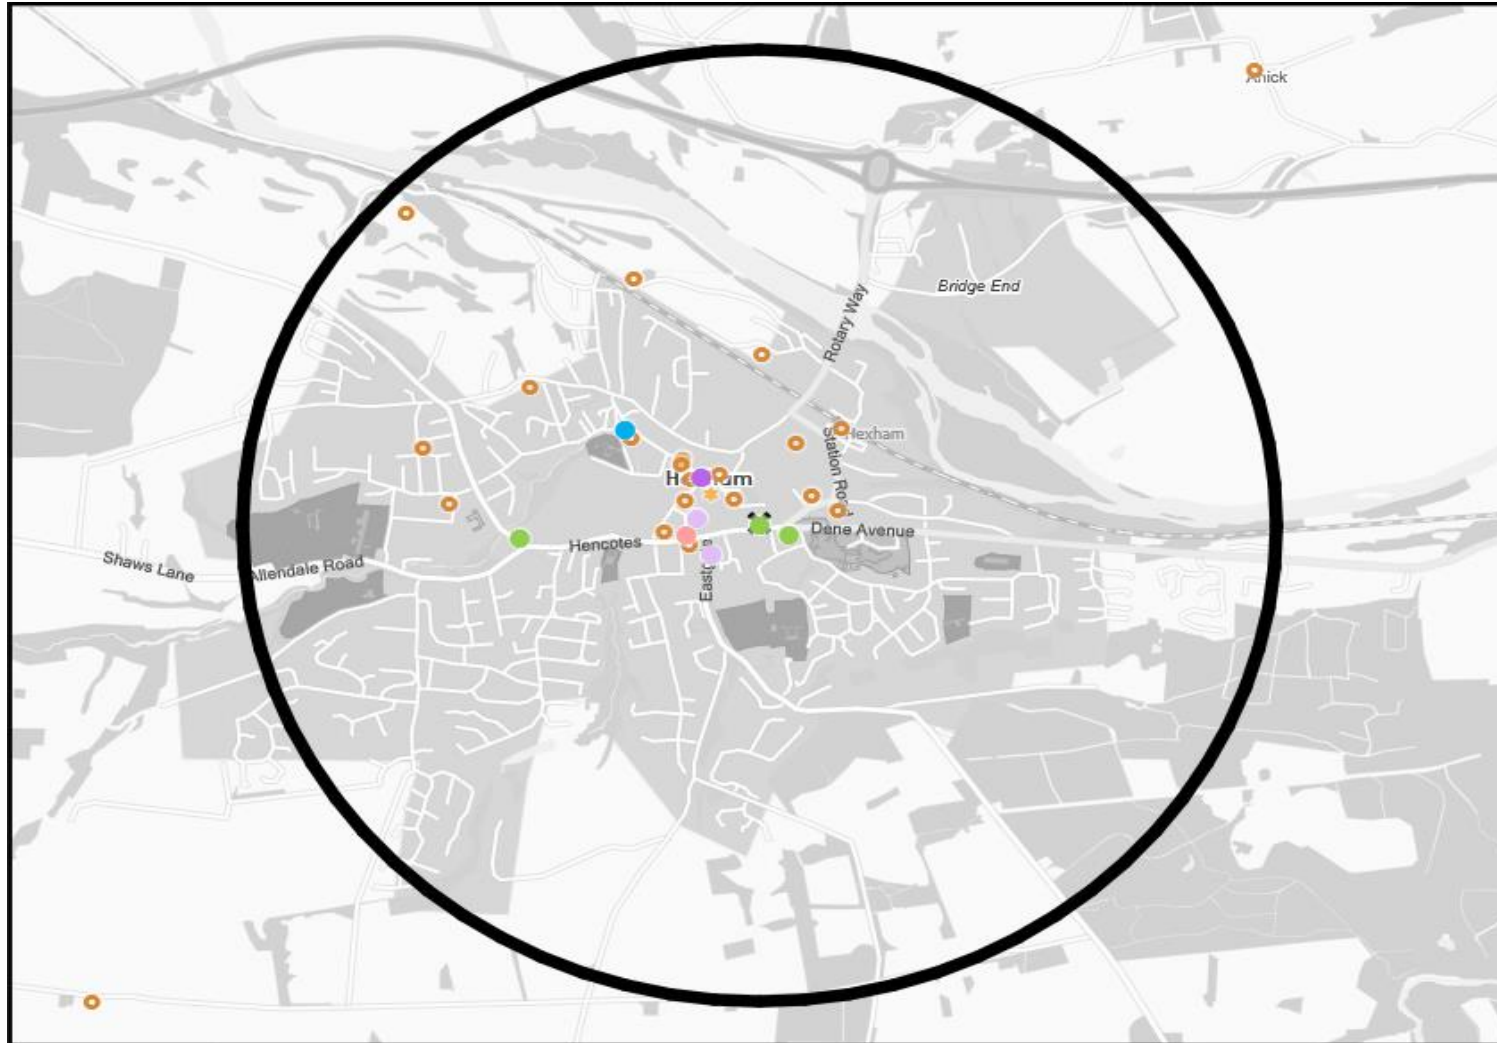 Anick
Bridge End
Rotary Way
Hexham
Station Road
Dene Avenue
Hencotes
Shaws Lane
Allendale Road